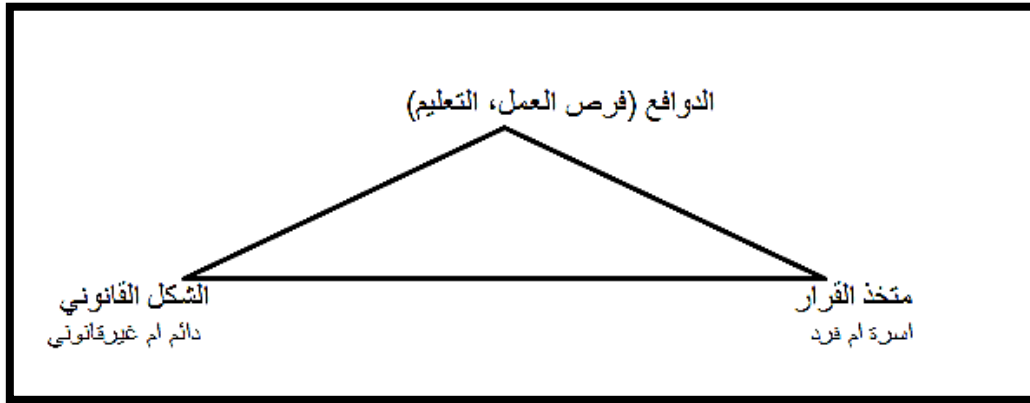 الدوافع (فرص العمل، التعليم)
متخذ القرار
اسرة ام فرد
الشكل القانوني
دائم ام غيرقانوني